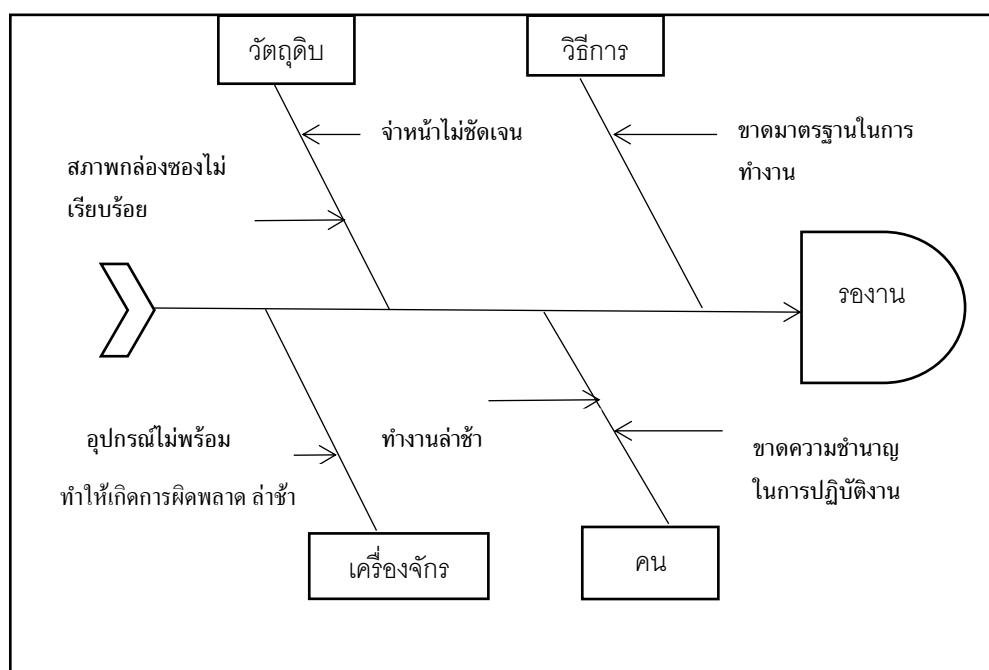 วัตถุดิบ
วิธีการ
จ่าหน้าไม่ชัดเจน
ขาดมาตรฐานในการ
ทำงาน
สภาพกล่องซองไม่
เรียบร้อย
รองาน
อุปกรณ์ไม่พร้อม
ทำให้เกิดการผิดพลาด ล่าช้า
ทำงานล่าช้า
ขาดความชำนาญ
ในการปฏิบัติงาน
เครื่องจักร
คน